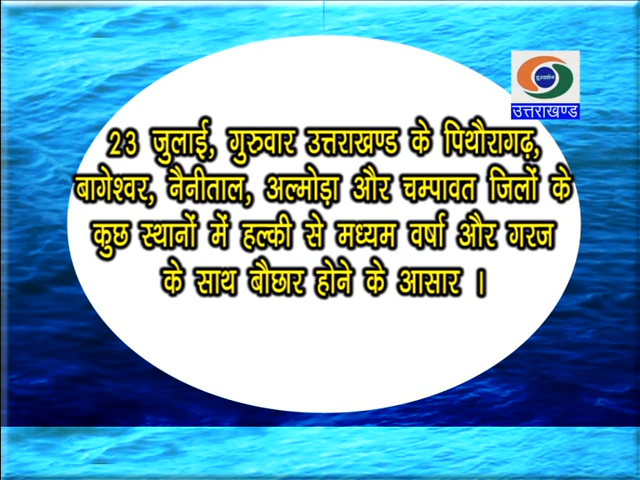 दूरदर्शन
उत्तराखण्ड
23 जुलाई, गुरुवार उत्तराखण्ड के पिथौरागढ़,
बागेश्वर, नैनीताल, अल्मोड़ा और चम्पावत जिलों के
कुछ स्थानों में हल्की से मध्यम वर्षा और गरज
के साथ बौछार होने के आसार ।